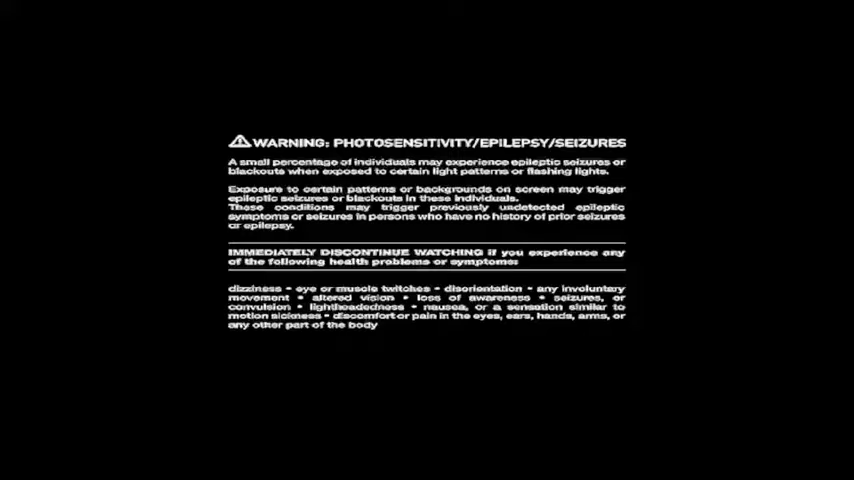 WARNING: PHOTOSENSITIVITY/EPILEPSY/SEIZURES
A small percentage of individuals may experience epileptic seizures or
blackouts when exposed to certain light patterns or flashing lights.
Exposure to certain patterns or backgrounds on screen may trigger
epileptic seizures or blackouts in these individuals.
These conditions may trigger previously undetected epileptic
symptoms or seizures in persons who have no history of prior seizures
or epilepsy.
IMMEDIATELY DISCONTINUE WATCHING if you experience any
of the following health problems or symptoms:
dizziness • eye or muscle twitches • disorientation • any involuntary
movement • altered vision • loss of awareness • seizures, or
convulsion • lightheadedness • nausea, or a sensation similar to
motion sickness • discomfort or pain in the eyes, ears, hands, arms, or
any other part of the body